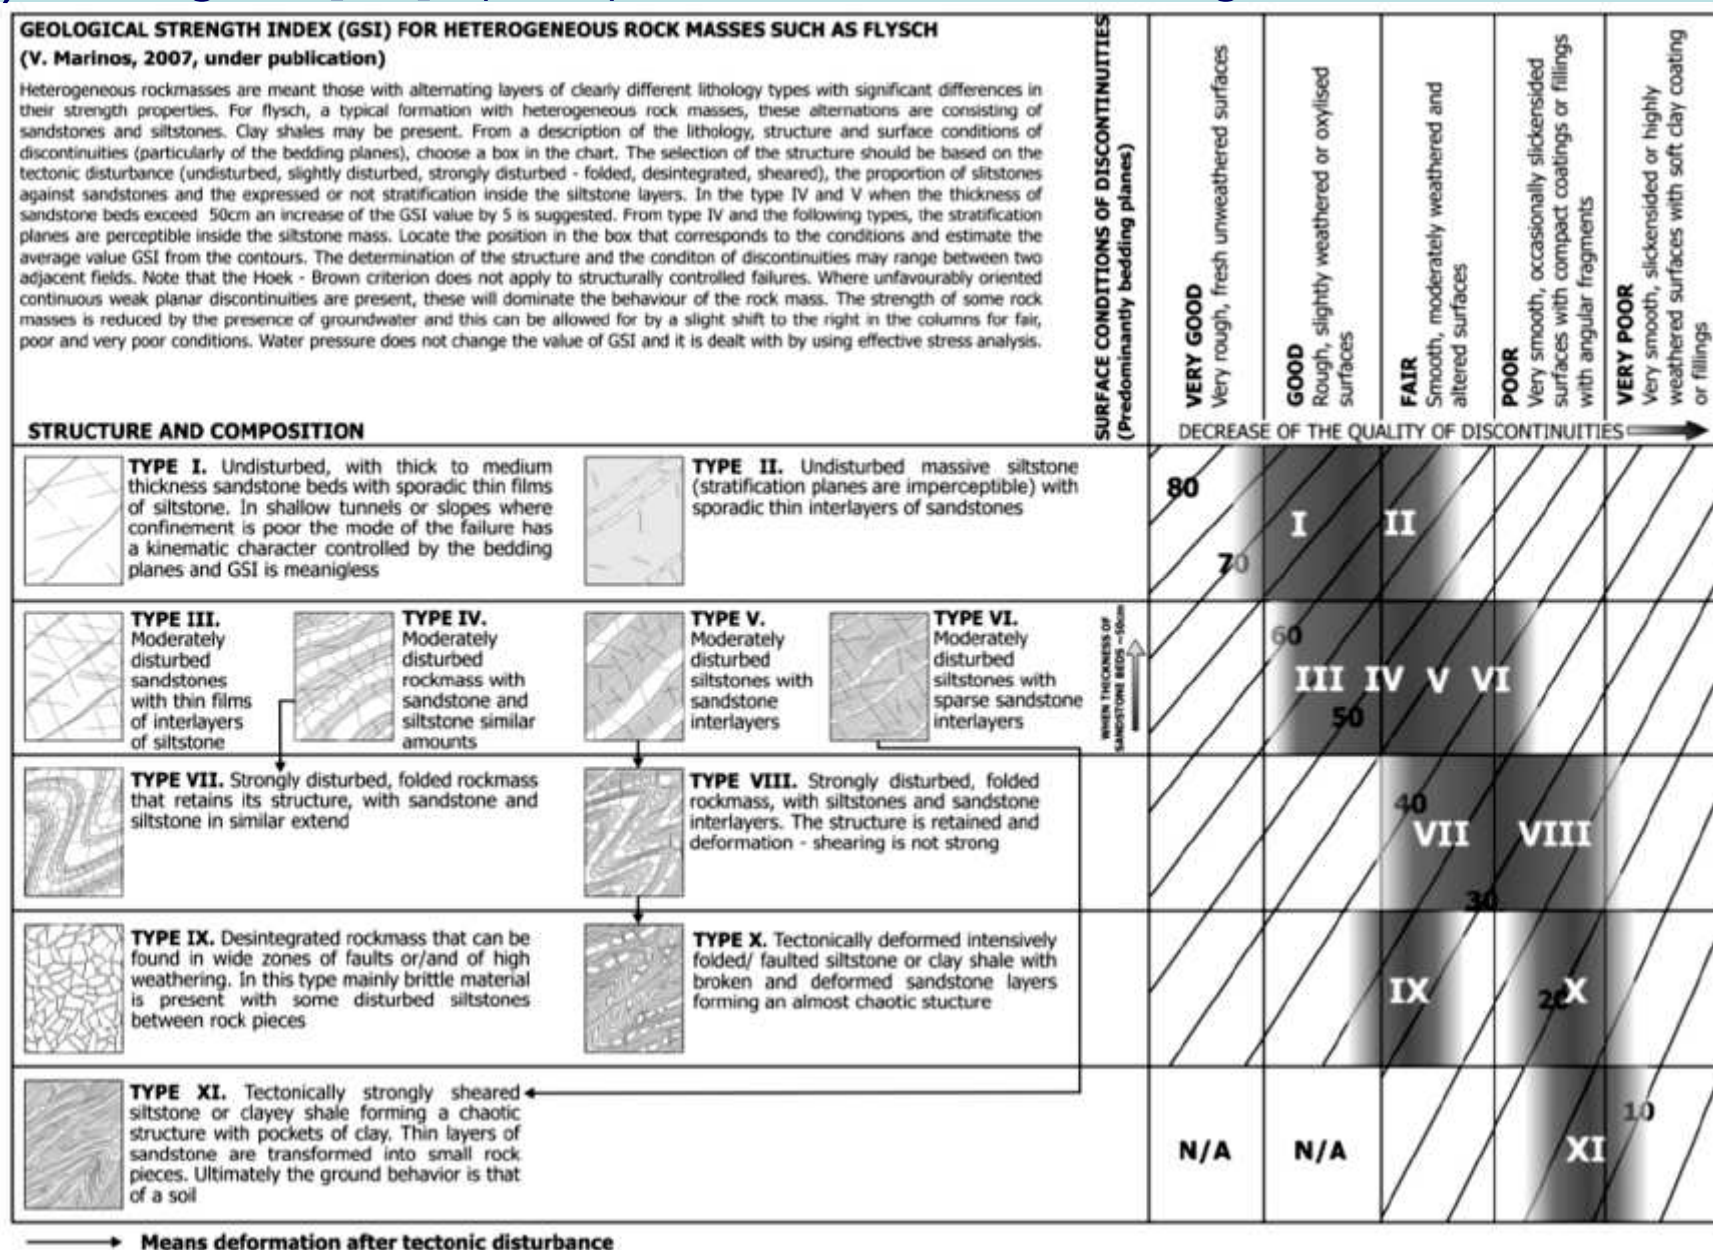 GEOLOGICAL STRENGTH INDEX (GSI) FOR HETEROGENEOUS ROCK MASSES SUCH AS FLYSCH
(V. Marinos, 2007, under publication)
Heterogeneous rockmasses are meant those with alternating layers of clearly different lithology types with significant differences in
their strength properties. For flysch, a typical formation with heterogeneous rock masses, these alternations are consisting of
sandstones and siltstones. Clay shales may be present. From a description of the lithology, structure and surface conditions of
discontinuities (particularly of the bedding planes), choose a box in the chart. The selection of the structure should be based on the
tectonic disturbance (undisturbed, slightly disturbed, strongly disturbed - folded, desintegrated, sheared), the proportion of slitstones
against sandstones and the expressed or not stratification inside the siltstone layers. In the type IV and V when the thickness of
sandstone beds exceed 50cm an increase of the GSI value by 5 is suggested. From type IV and the following types, the stratification
planes are perceptible inside the siltstone mass. Locate the position in the box that corresponds to the conditions and estimate the
average value GSI from the contours. The determination of the structure and the conditon of discontinuities may range between two
adjacent fields. Note that the Hoek - Brown criterion does not apply to structurally controlled failures. Where unfavourably oriented
continuous weak planar discontinuities are present, these will dominate the behaviour of the rock mass. The strength of some rock
masses is reduced by the presence of groundwater and this can be allowed for by a slight shift to the right in the columns for fair,
poor and very poor conditions. Water pressure does not change the value of GSI and it is dealt with by using effective stress analysis.
SURFACE CONDITIONS OF DISCONTINUITIES
(Predominantly bedding planes)
VERY GOOD
Very rough, fresh unweathered surfaces
GOOD
Rough, slightly weathered or oxylised
surfaces
FAIR
Smooth, moderately weathered and
altered surfaces
POOR
Very smooth, occasionally slickensided
surfaces with compact coatings or fillings
with angular fragments
VERY POOR
Very smooth, slickensided or highly
weathered surfaces with soft clay coating
or fillings
STRUCTURE AND COMPOSITION
DECREASE OF THE QUALITY OF DISCONTINUITIES
TYPE I. Undisturbed, with thick to medium
thickness sandstone beds with sporadic thin films
of siltstone. In shallow tunnels or slopes where
confinement is poor the mode of the failure has
a kinematic character controlled by the bedding
planes and GSI is meanigless
TYPE II. Undisturbed massive siltstone
(stratification planes are imperceptible) with
sporadic thin interlayers of sandstones
80
I
II
70
TYPE III.
Moderately
disturbed
sandstones
with thin films
of interlayers
of siltstone
TYPE IV.
Moderately
disturbed
rockmass with
sandstone and
siltstone similar
amounts
TYPE V.
Moderately
disturbed
siltstones with
sandstone
interlayers
TYPE VI.
Moderately
disturbed
siltstones with
sparse sandstone
interlayers
WHEN THICKNESS OF
SANDSTONE BEDS ~50cm
60
III IV V VI
50
TYPE VII. Strongly disturbed, folded rockmass
that retains its structure, with sandstone and
siltstone in similar extend
TYPE VIII. Strongly disturbed, folded
rockmass, with siltstones and sandstone
interlayers. The structure is retained and
deformation - shearing is not strong
40
VII VIII
30
TYPE IX. Desintegrated rockmass that can be
found in wide zones of faults or/and of high
weathering. In this type mainly brittle material
is present with some disturbed siltstones
between rock pieces
TYPE X. Tectonically deformed intensively
folded/ faulted siltstone or clay shale with
broken and deformed sandstone layers
forming an almost chaotic stucture
IX
20 X
TYPE XI. Tectonically strongly sheared
siltstone or clayey shale forming a chaotic
structure with pockets of clay. Thin layers of
sandstone are transformed into small rock
pieces. Ultimately the ground behavior is that
of a soil
10
N/A N/A XI
Means deformation after tectonic disturbance